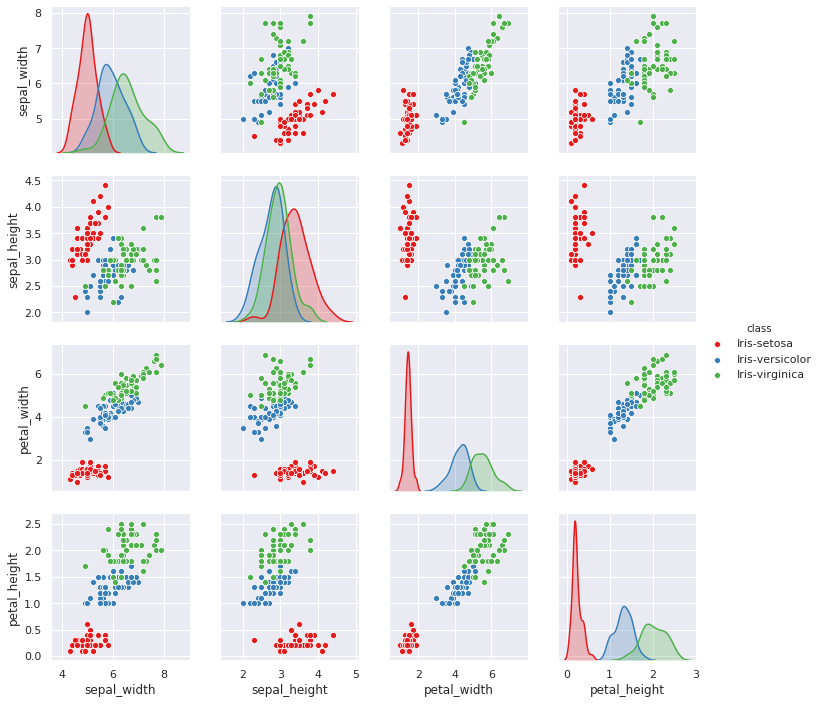 8
7
6
5
sepal_width
4.5
4.0
3.5
3.0
2.5
2.0
sepal_height
class
Iris-setosa
Iris-versicolor
Iris-virginica
6
4
2
petal_width
2.5
2.0
1.5
1.0
0.5
0.0
petal_height
4 6 8
2 3 4 5
2 4 6
0 1 2 3
sepal_width sepal_height petal_width petal_height